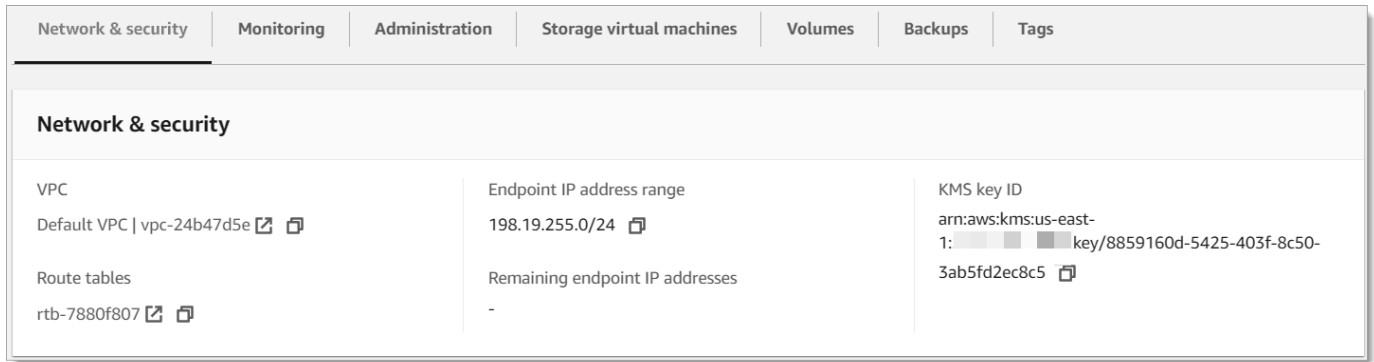 Network & security
Monitoring
Administration
Storage virtual machines
Volumes
Backups
Tags
Network & security
VPC
Default VPC | vpc-24b47d5e
Route tables
rtb-7880f807
Endpoint IP address range
198.19.255.0/24
Remaining endpoint IP addresses
-
KMS key ID
arn:aws:kms:us-east-
1: key/8859160d-5425-403f-8c50-
3ab5fd2ec8c5